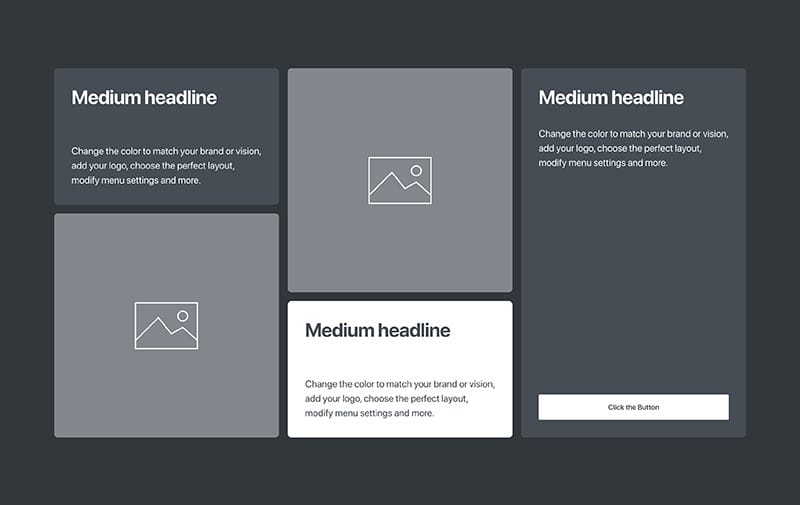 Medium headline
Change the color to match your brand or vision,
add your logo, choose the perfect layout,
modify menu settings and more.
Medium headline
Change the color to match your brand or vision,
add your logo, choose the perfect layout,
modify menu settings and more.
Medium headline
Change the color to match your brand or vision,
add your logo, choose the perfect layout,
modify menu settings and more.
Click the Button